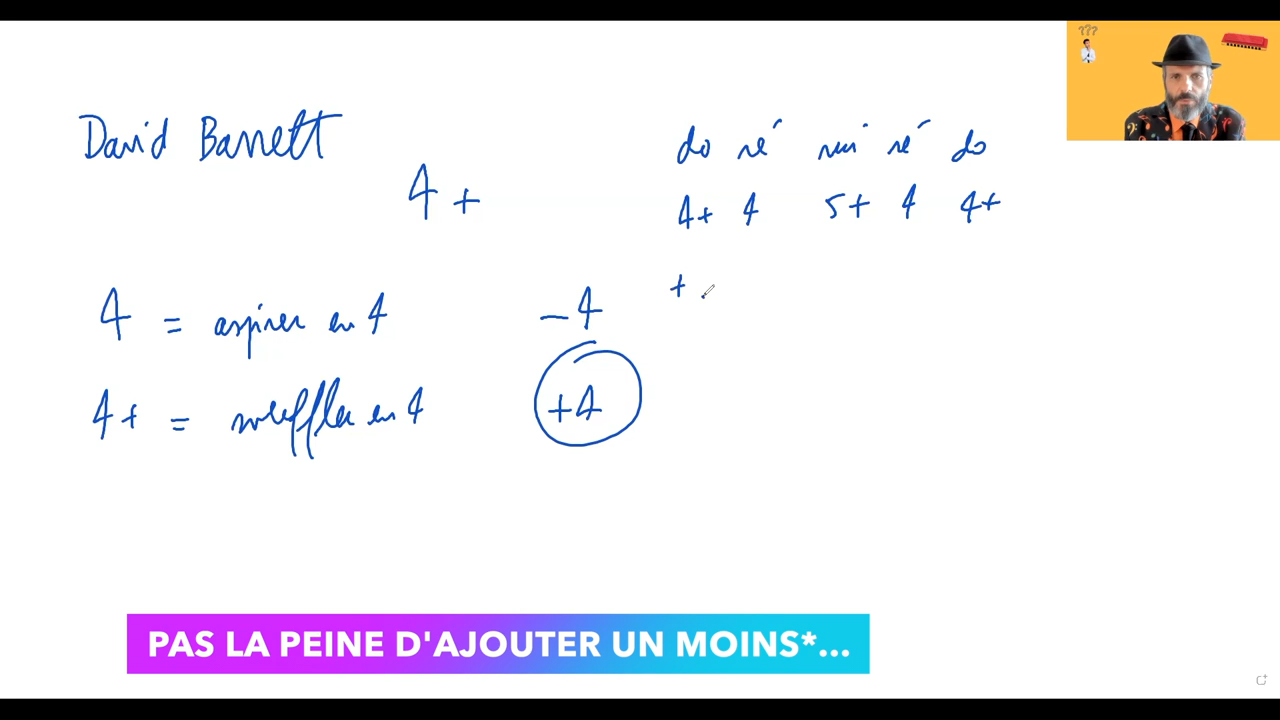 ???
David Barrett
do ré mi ré do
4+
4+ 4 5+ 4 4+
4 = aspirer en 4 -4
+
4+ = souffler en 4 +4
PAS LA PEINE D'AJOUTER UN MOINS*...